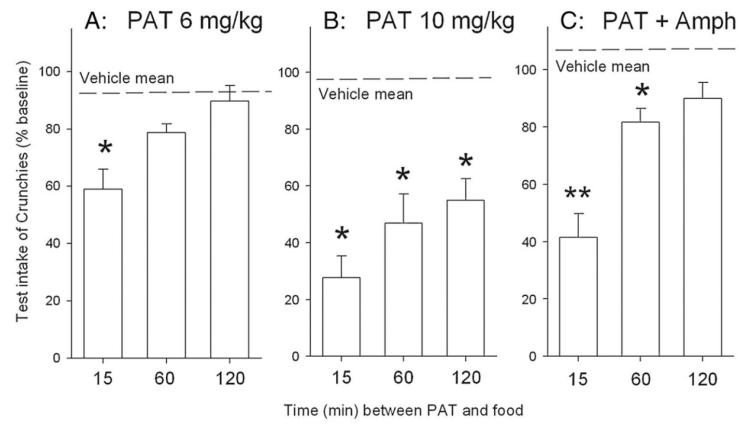 A: PAT 6 mg/kg
B: PAT 10 mg/kg
C: PAT + Amph
Test intake of Crunchies (% baseline)
100
80
60
40
20
0
Vehicle mean
*
15 60 120
100
80
60
40
20
0
Vehicle mean
* * *
15 60 120
100
80
60
40
20
0
Vehicle mean
** *
15 60 120
Time (min) between PAT and food